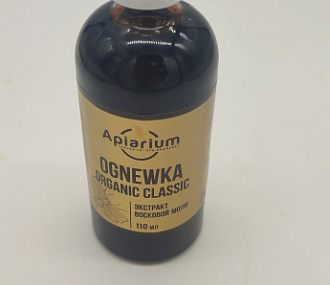 Apiarium
OGNEWKA
ORGANIC CLASSIC
ЭКСТРАКТ
ВОСКОВОЙ МОЛИ
110 МЛ